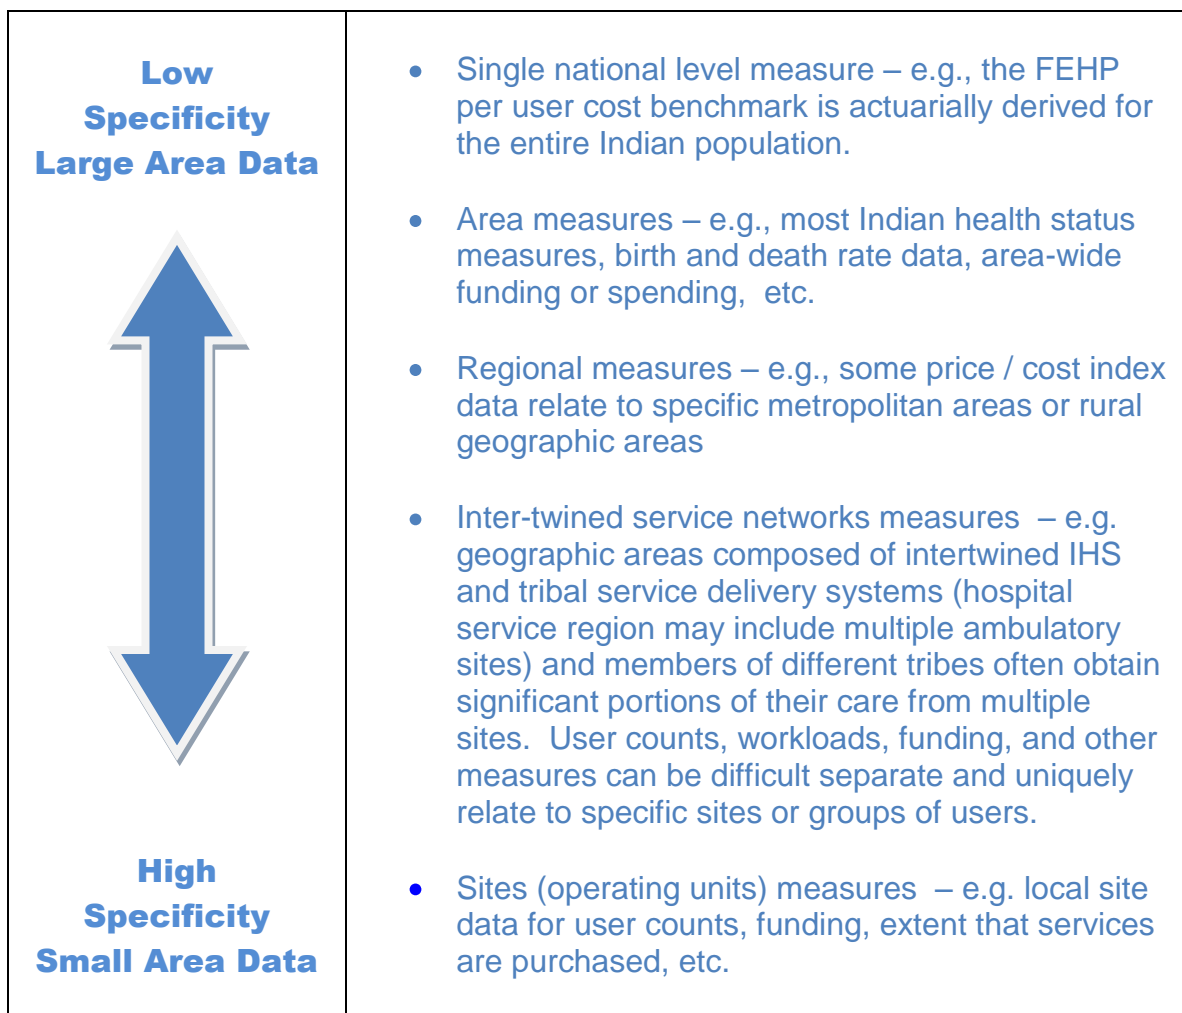 Low
Specificity
Large Area Data
High
Specificity
Small Area Data
• Single national level measure – e.g., the FEHP
per user cost benchmark is actuarially derived for
the entire Indian population.
• Area measures – e.g., most Indian health status
measures, birth and death rate data, area-wide
funding or spending,  etc.
• Regional measures – e.g., some price / cost index
data relate to specific metropolitan areas or rural
geographic areas
• Inter-twined service networks measures  – e.g.
geographic areas composed of intertwined IHS
and tribal service delivery systems (hospital
service region may include multiple ambulatory
sites) and members of different tribes often obtain
significant portions of their care from multiple
sites.  User counts, workloads, funding, and other
measures can be difficult separate and uniquely
relate to specific sites or groups of users.
• Sites (operating units) measures  – e.g. local site
data for user counts, funding, extent that services
are purchased, etc.